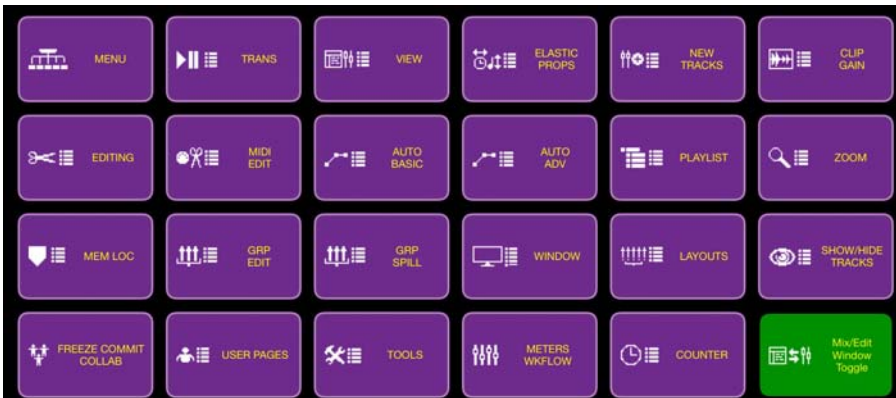 MENU
TRANS
VIEW
ELASTIC
PROPS
NEW
TRACKS
CLIP
GAIN
EDITING
MIDI
EDIT
AUTO
BASIC
AUTO
ADV
PLAYLIST
ZOOM
MEM LOC
GRP
EDIT
GRP
SPILL
WINDOW
LAYOUTS
SHOW/HIDE
TRACKS
FREEZE COMMIT
COLLAB
USER PAGES
TOOLS
METERS
WKFLOW
COUNTER
Mix/Edit
Window
Toggle